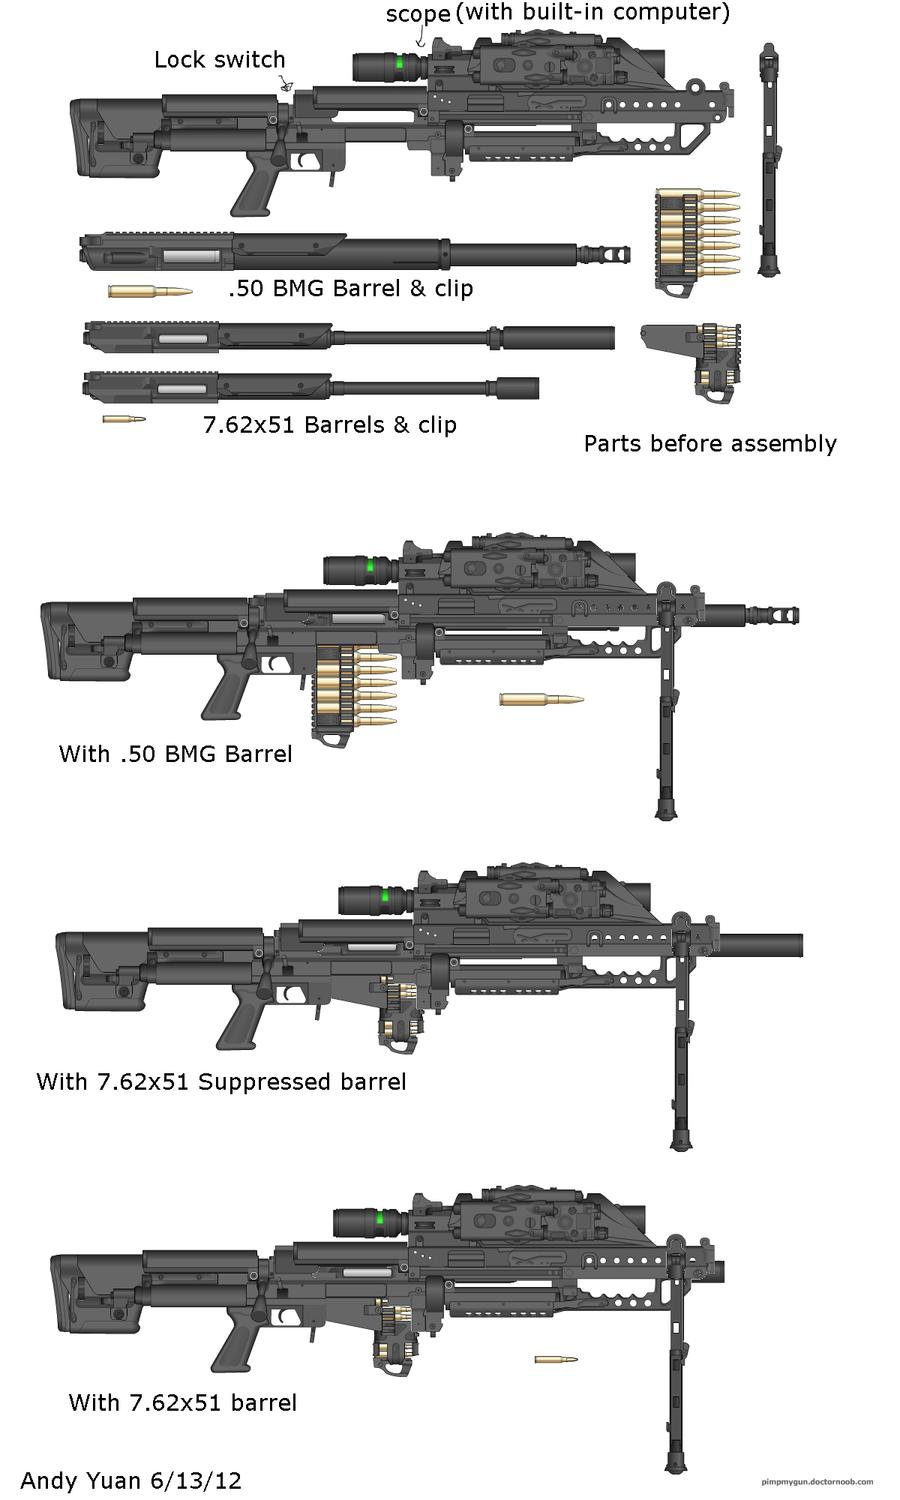 scope (with built-in computer)
Lock switch
.50 BMG Barrel & clip
7.62x51 Barrels & clip
Parts before assembly
With .50 BMG Barrel
With 7.62x51 Suppressed barrel
With 7.62x51 barrel
Andy Yuan 6/13/12
pimpmygun.doctornoob.com